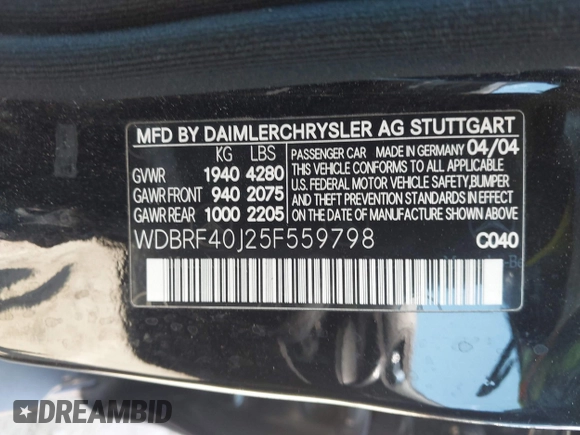 MFD BY DAIMLERCHRYSLER AG STUTTGART
KG LBS
GVWR 1940 4280
GAWR FRONT 940 2075
GAWR REAR 1000 2205
PASSENGER CAR MADE IN GERMANY 04/04
THIS VEHICLE CONFORMS TO ALL APPLICABLE
U.S. FEDERAL MOTOR VEHICLE SAFETY,BUMPER
AND THEFT PREVENTION STANDARDS IN EFFECT
ON THE DATE OF MANUFACTURE SHOWN ABOVE
WDBRF40J25F559798 C040
DREAMBID